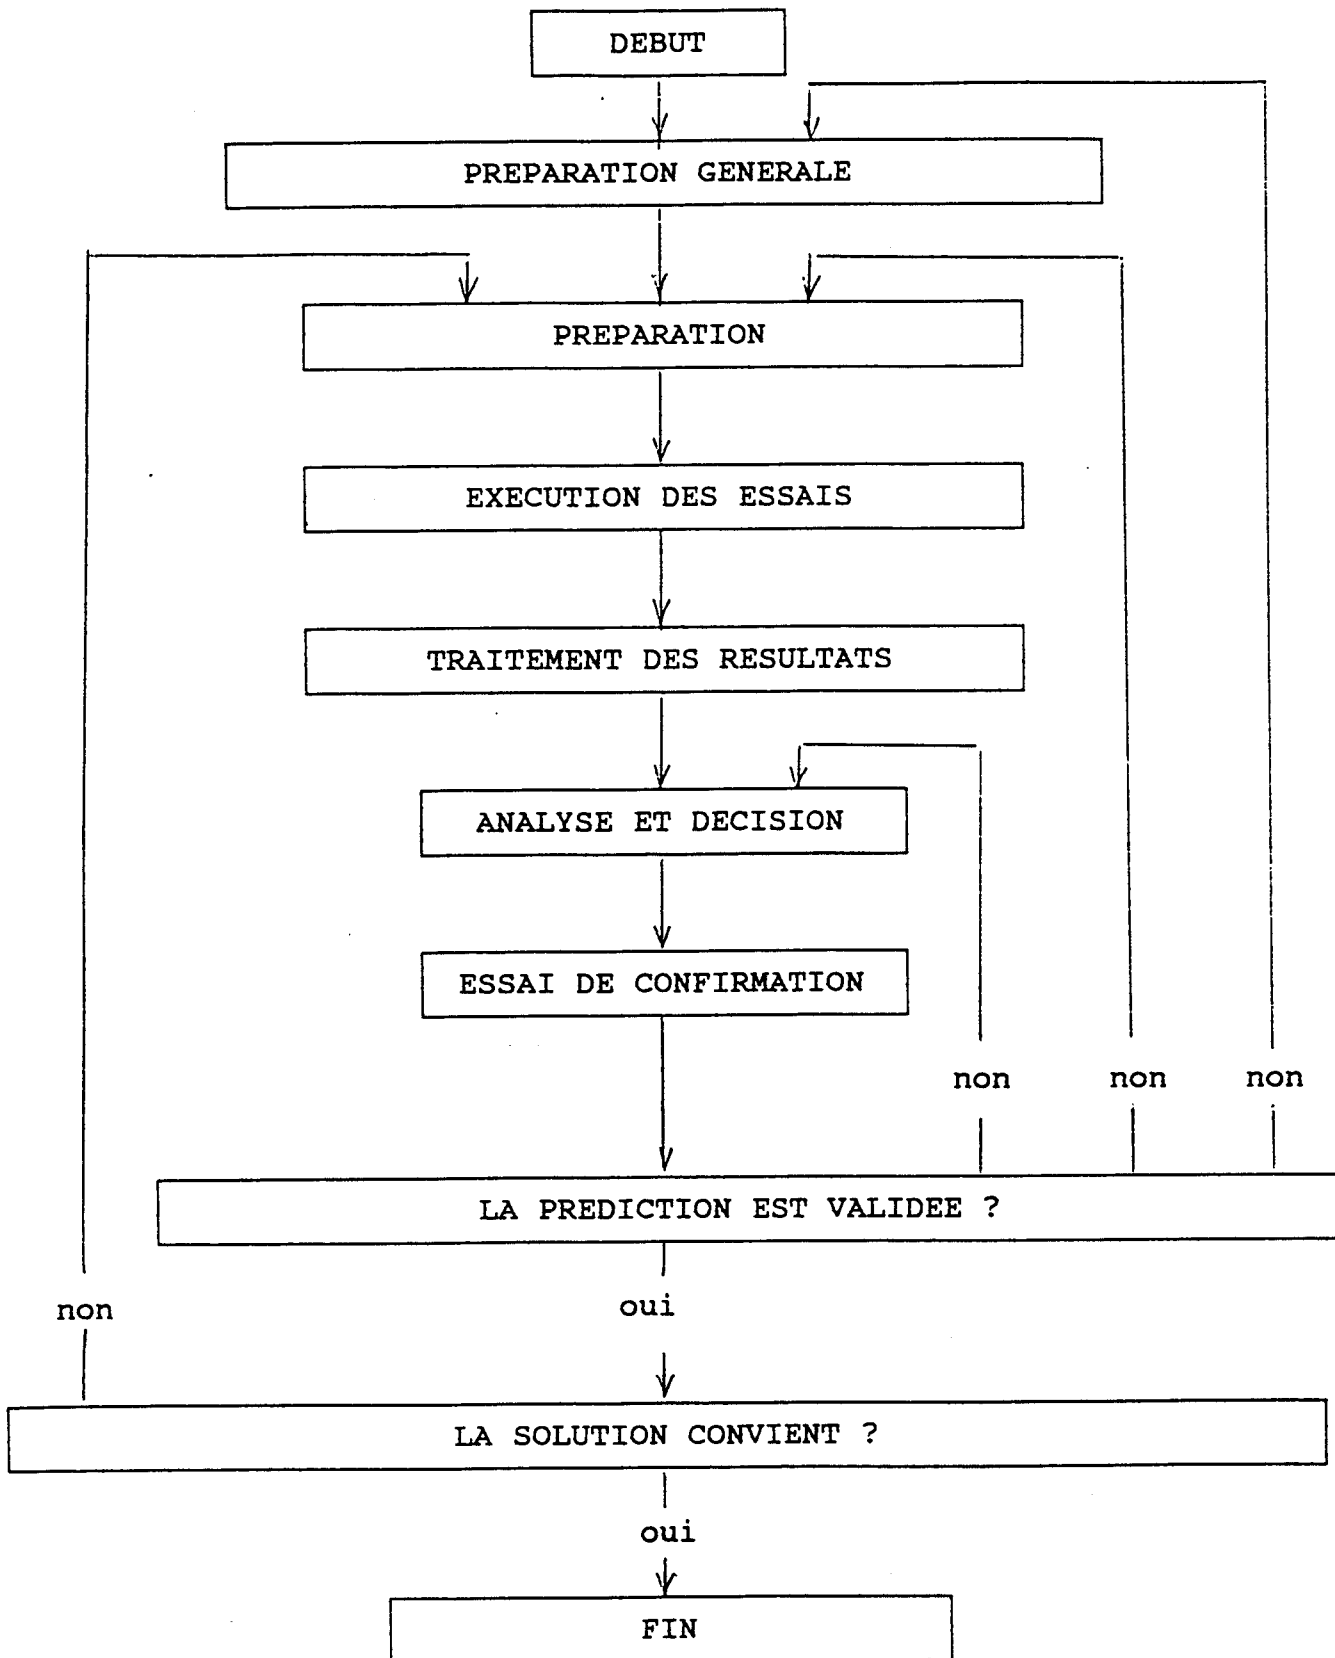 DEBUT
PREPARATION GENERALE
PREPARATION
EXECUTION DES ESSAIS
TRAITEMENT DES RESULTATS
ANALYSE ET DECISION
ESSAI DE CONFIRMATION
non non non
LA PREDICTION EST VALIDEE ?
non oui
LA SOLUTION CONVIENT ?
oui
FIN